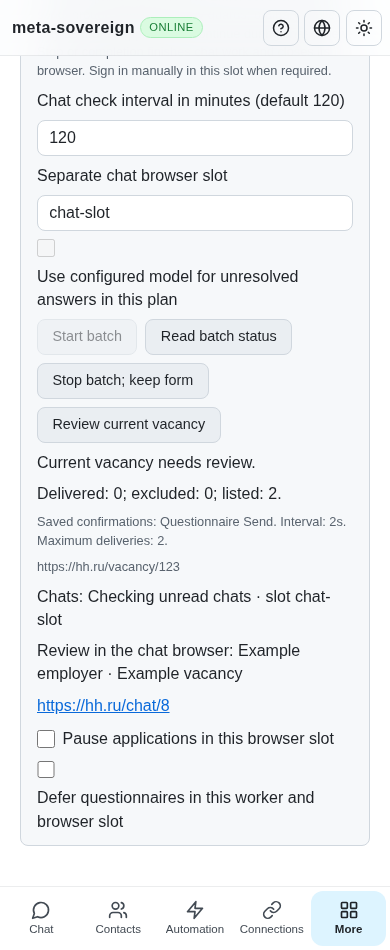 meta-sovereign ONLINE
browser. Sign in manually in this slot when required.
Chat check interval in minutes (default 120)
120
Separate chat browser slot
chat-slot
Use configured model for unresolved
answers in this plan
Start batch
Read batch status
Stop batch; keep form
Review current vacancy
Current vacancy needs review.
Delivered: 0; excluded: 0; listed: 2.
Saved confirmations: Questionnaire Send. Interval: 2s.
Maximum deliveries: 2.
https://hh.ru/vacancy/123
Chats: Checking unread chats · slot chat-
slot
Review in the chat browser: Example
employer · Example vacancy
https://hh.ru/chat/8
Pause applications in this browser slot
Defer questionnaires in this worker and
browser slot
Chat
Contacts
Automation
Connections
More